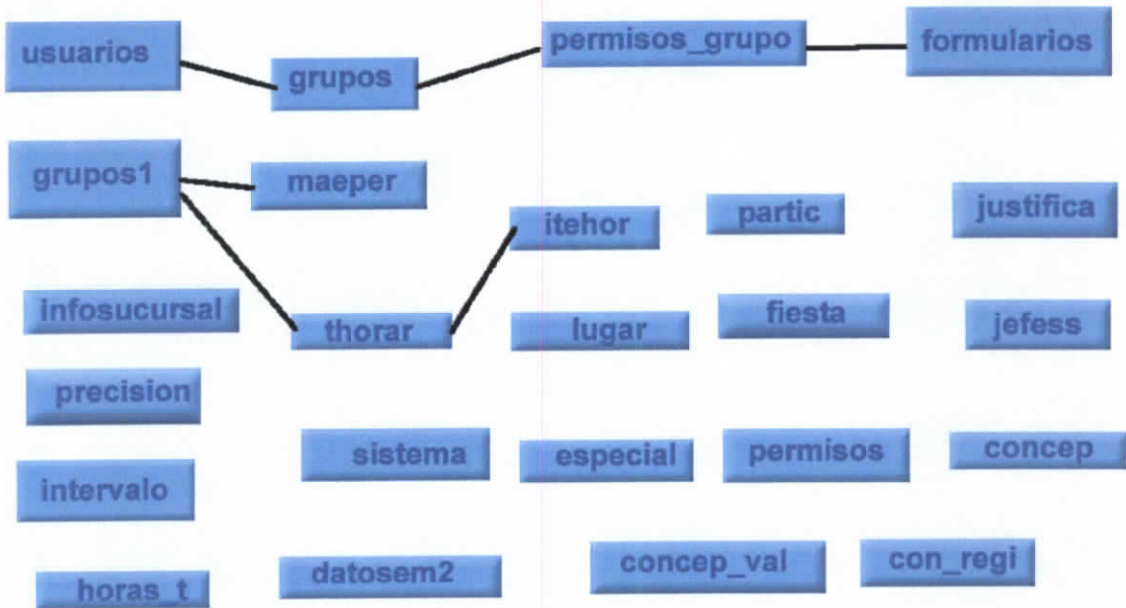 usuarios
grupos
permisos_grupo
formularios
grupos1
maeper
itehor
partic
justifica
infosucursal
thorar
lugar
fiesta
jefess
precision
sistema
especial
permisos
concep
intervalo
horas_t
datosem2
concep_val
con_regi